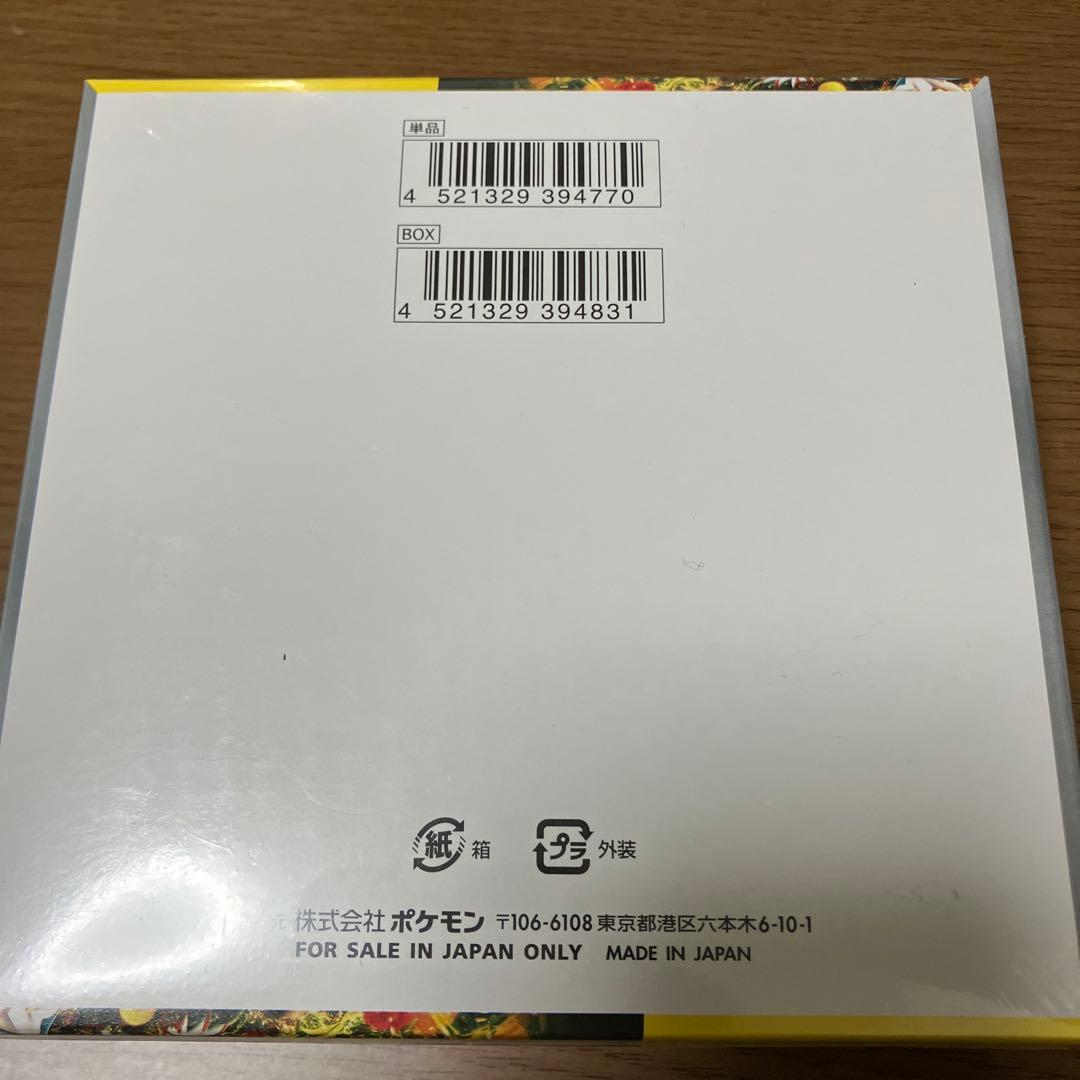 単品
4 521329 394770
BOX
4 521329 394831
紙 箱 プラ 外装
元 株式会社 ポケモン 〒106-6108 東京都港区六本木6-10-1
FOR SALE IN JAPAN ONLY MADE IN JAPAN